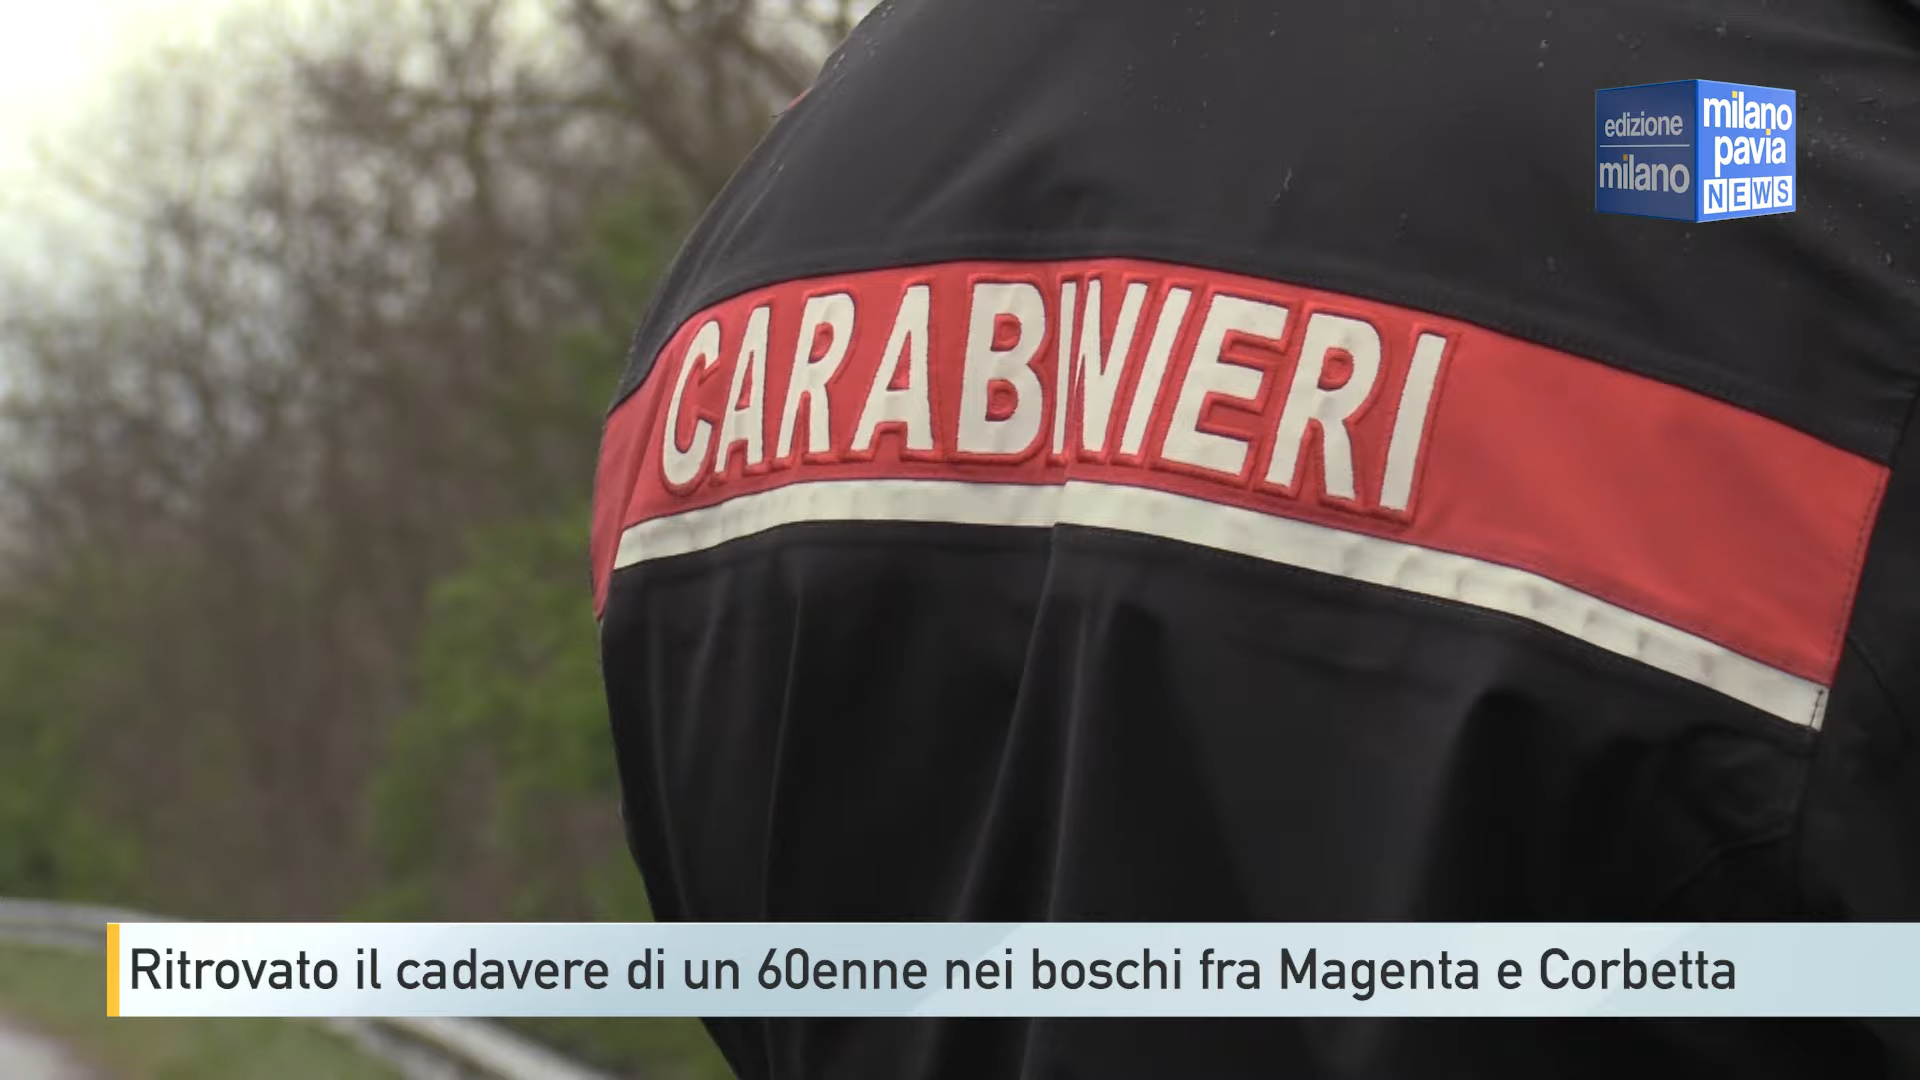 edizione
milano
milano
pavia
NEWS
CARABINIERI
Ritrovato il cadavere di un 60enne nei boschi fra Magenta e Corbetta